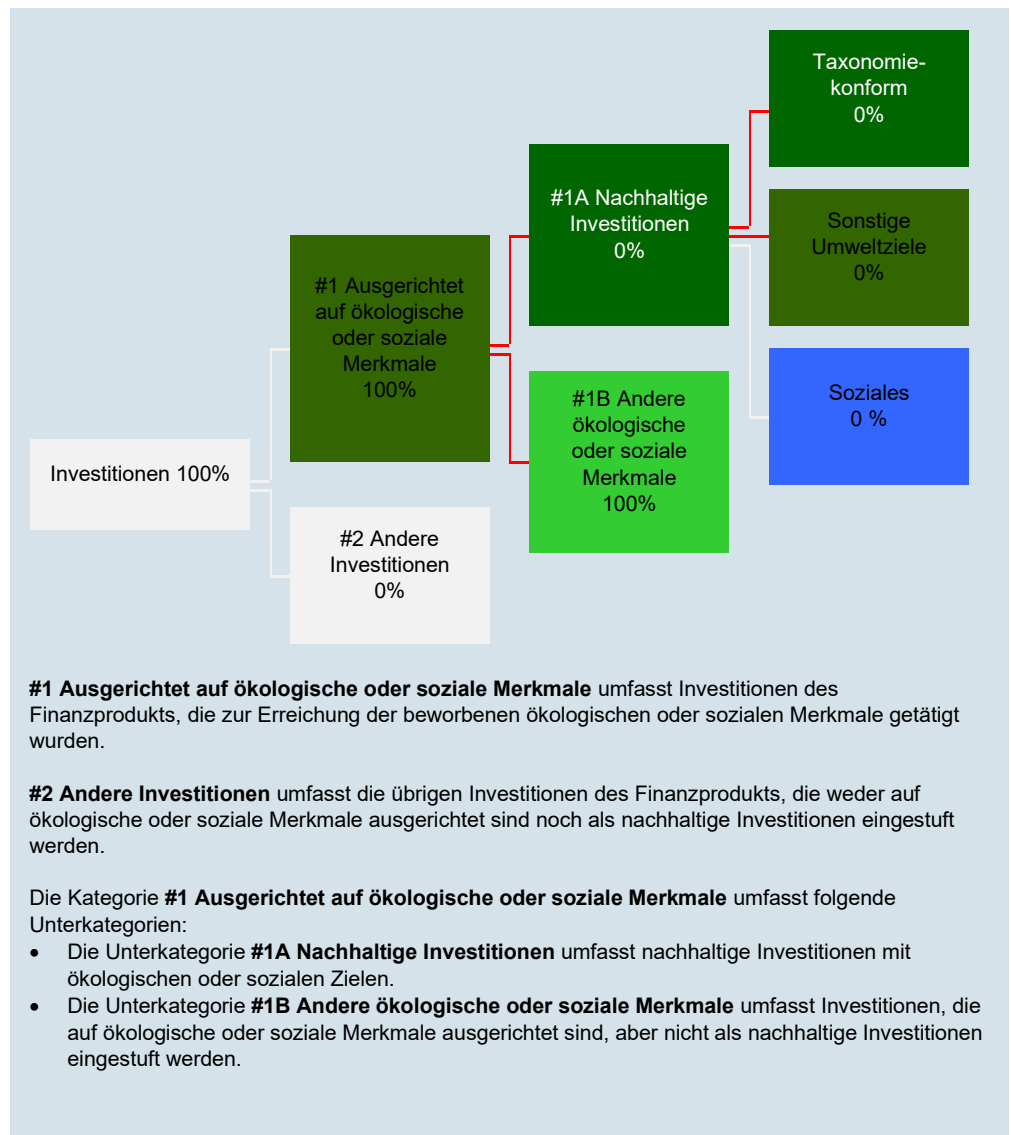 Taxonomie-
konform
0%
#1A Nachhaltige
Investitionen
0%
Sonstige
Umweltziele
0%
#1 Ausgerichtet
auf ökologische
oder soziale
Merkmale
100%
Soziales
0 %
#1B Andere
ökologische
oder soziale
Merkmale
100%
Investitionen 100%
#2 Andere
Investitionen
0%
#1 Ausgerichtet auf ökologische oder soziale Merkmale umfasst Investitionen des
Finanzprodukts, die zur Erreichung der beworbenen ökologischen oder sozialen Merkmale getätigt
wurden.
#2 Andere Investitionen umfasst die übrigen Investitionen des Finanzprodukts, die weder auf
ökologische oder soziale Merkmale ausgerichtet sind noch als nachhaltige Investitionen eingestuft
werden.
Die Kategorie #1 Ausgerichtet auf ökologische oder soziale Merkmale umfasst folgende
Unterkategorien:
• Die Unterkategorie #1A Nachhaltige Investitionen umfasst nachhaltige Investitionen mit
ökologischen oder sozialen Zielen.
• Die Unterkategorie #1B Andere ökologische oder soziale Merkmale umfasst Investitionen, die
auf ökologische oder soziale Merkmale ausgerichtet sind, aber nicht als nachhaltige Investitionen
eingestuft werden.